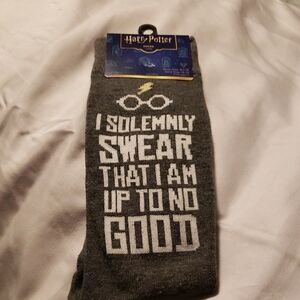 Harry Potter
I SOLEMNLY
SWEAR
THAT I AM
UP TO NO
GOOD